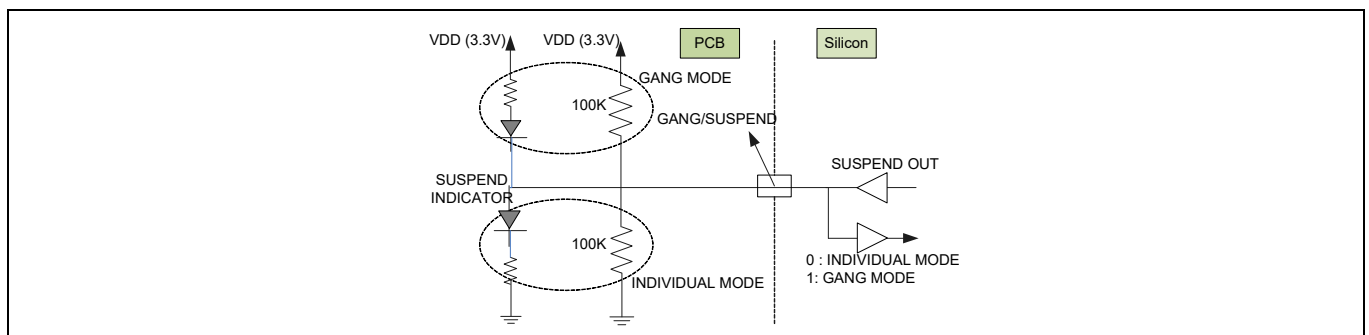 VDD (3.3V)
VDD (3.3V)
PCB
Silicon
GANG MODE
100K
GANG/SUSPEND
SUSPEND OUT
SUSPEND
INDICATOR
100K
0 : INDIVIDUAL MODE
1: GANG MODE
INDIVIDUAL MODE